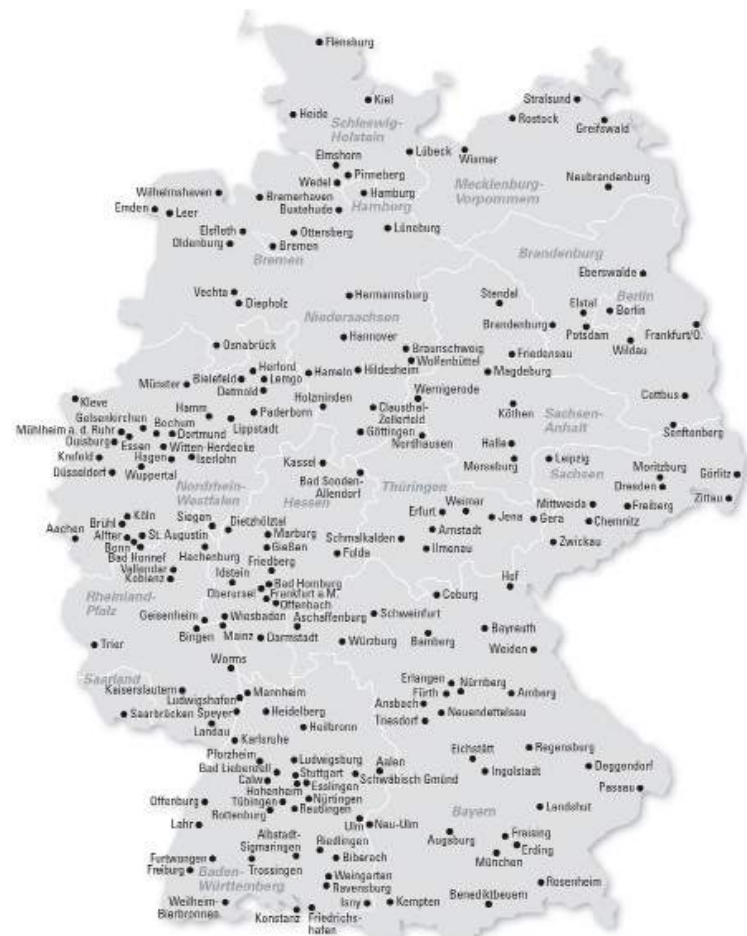 Flensburg
Kiel
Heide
Schleswig-
Holstein
Stralsund
Rostock
Greifswald
Lübeck
Wismar
Elmshorn
Pinneberg
Wedel
Hamburg
Buxtehude
Hamburg
Mecklenburg-
Vorpommern
Neubrandenburg
Wilhelmshaven
Bremerhaven
Emden
Leer
Elsfleth
Oldenburg
Ottersberg
Bremen
Bremen
Lüneburg
Brandenburg
Eberswalde
Vechta
Diepholz
Hermannsburg
Niedersachsen
Stendal
Elstal
Berlin
Berlin
Brandenburg
Potsdam
Wildau
Frankfurt/O.
Hannover
Osnabrück
Braunschweig
Wolfenbüttel
Friedensau
Magdeburg
Herford
Bielefeld
Lemgo
Detmold
Hameln
Hildesheim
Münster
Kleve
Wernigerode
Cottbus
Gelsenkirchen
Hamm
Paderborn
Holzminden
Clausthal-
Zellerfeld
Köthen
Sachsen-
Anhalt
Mühlheim a. d. Ruhr
Bochum
Lippstadt
Duisburg
Essen
Dortmund
Göttingen
Nordhausen
Halle
Senftenberg
Krefeld
Witten-Herdecke
Hagen
Iserlohn
Düsseldorf
Wuppertal
Kassel
Merseburg
Leipzig
Moritzburg
Görlitz
Nordrhein-
Westfalen
Hessen
Bad Sooden-
Allendorf
Thüringen
Sachsen
Dresden
Zittau
Köln
Brühl
Siegen
Dietzhölztal
Erfurt
Weimar
Mittweida
Freiberg
Aachen
Alfter
St. Augustin
Marburg
Jena
Gera
Chemnitz
Bonn
Bad Honnef
Hachenburg
Gießen
Schmalkalden
Arnstadt
Zwickau
Fulda
Ilmenau
Vallendar
Koblenz
Friedberg
Idstein
Bad Homburg
Oberursel
Frankfurt a.M.
Offenbach
Hof
Coburg
Rheinland-
Pfalz
Geisenheim
Wiesbaden
Aschaffenburg
Schweinfurt
Bingen
Mainz
Darmstadt
Würzburg
Bamberg
Bayreuth
Trier
Weiden
Worms
Saarland
Kaiserslautern
Mannheim
Ludwigshafen
Erlangen
Nürnberg
Fürth
Amberg
Ansbach
Neuendettelsau
Saarbrücken
Speyer
Heidelberg
Triesdorf
Landau
Heilbronn
Karlsruhe
Pforzheim
Ludwigsburg
Aalen
Eichstätt
Regensburg
Bad Liebenzell
Stuttgart
Schwäbisch Gmünd
Ingolstadt
Deggendorf
Calw
Esslingen
Passau
Hohenheim
Nürtingen
Offenburg
Tübingen
Reutlingen
Rottenburg
Bayern
Landshut
Lahr
Albstadt-
Sigmaringen
Ulm
Neu-Ulm
Augsburg
Freising
Erding
Riedlingen
München
Furtwangen
Trossingen
Biberach
Freiburg
Baden-
Württemberg
Weingarten
Ravensburg
Rosenheim
Weilheim-
Bierbronnen
Isny
Kempten
Benediktbeuern
Konstanz
Friedrichs-
hafen